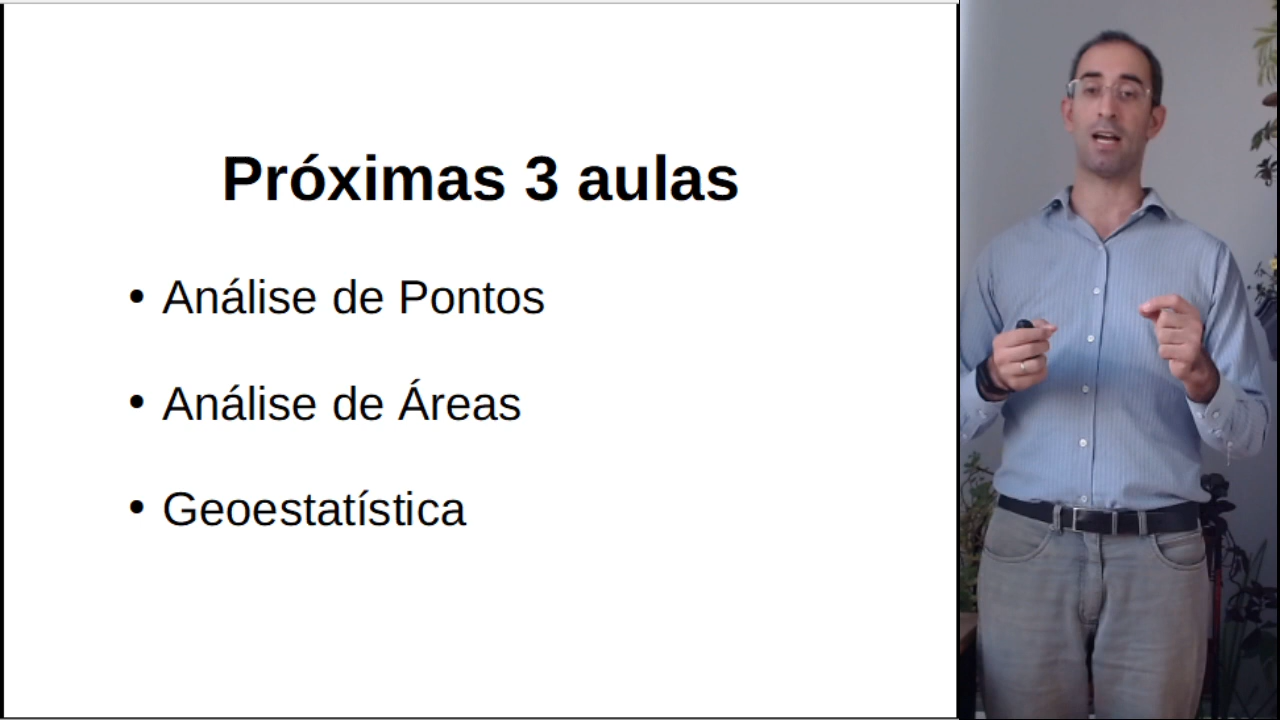 Próximas 3 aulas
• Análise de Pontos
• Análise de Áreas
• Geoestatística